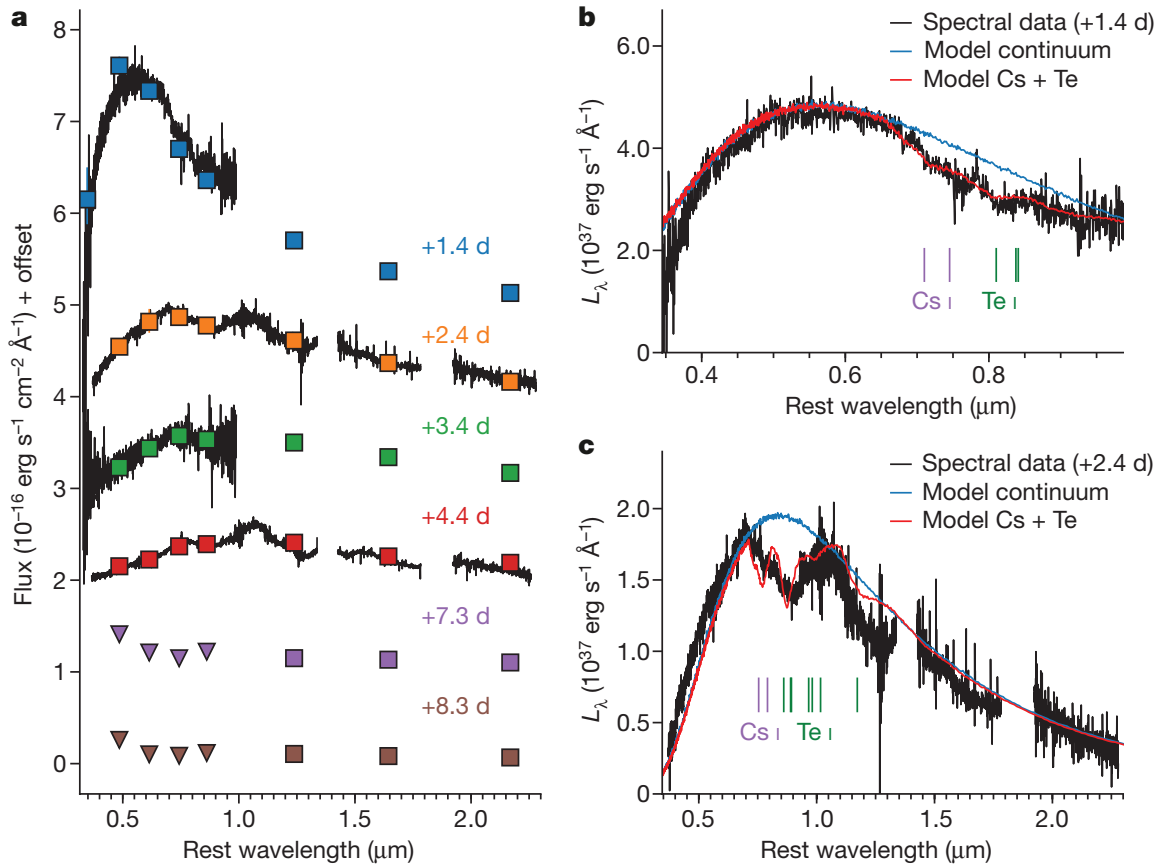 a
8
7
6
5
4
3
2
1
0
Flux (10⁻¹⁶ erg s⁻¹ cm⁻² Å⁻¹) + offset
+1.4 d
+2.4 d
+3.4 d
+4.4 d
+7.3 d
+8.3 d
0.5 1.0 1.5 2.0
Rest wavelength (μm)
b
Spectral data (+1.4 d)
Model continuum
Model Cs + Te
6.0
4.0
2.0
0
L_λ (10³⁷ erg s⁻¹ Å⁻¹)
Cs I Te I
0.4 0.6 0.8
Rest wavelength (μm)
c
Spectral data (+2.4 d)
Model continuum
Model Cs + Te
2.0
1.5
1.0
0.5
0
L_λ (10³⁷ erg s⁻¹ Å⁻¹)
Cs I Te I
0.5 1.0 1.5 2.0
Rest wavelength (μm)